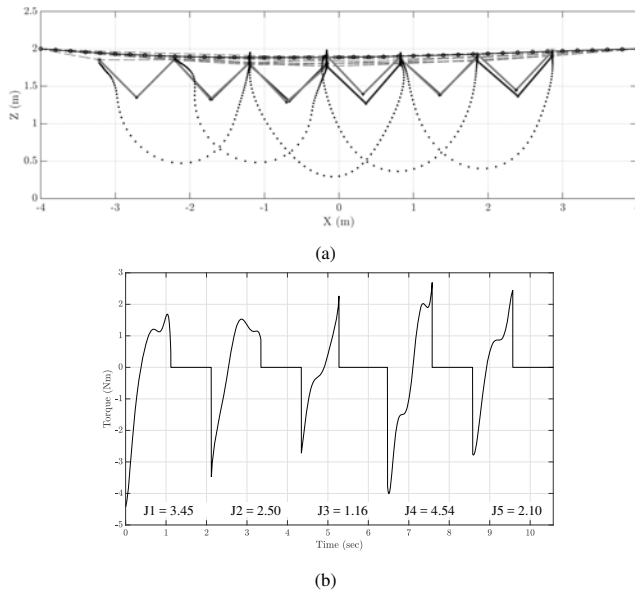 2.5
2
1.5
1
0.5
0
Z (m)
-4 -3 -2 -1 0 1 2 3 4
X (m)
(a)
3
2
1
0
-1
-2
-3
-4
-5
Torque (Nm)
J1 = 3.45 J2 = 2.50 J3 = 1.16 J4 = 4.54 J5 = 2.10
0 1 2 3 4 5 6 7 8 9 10
Time (sec)
(b)